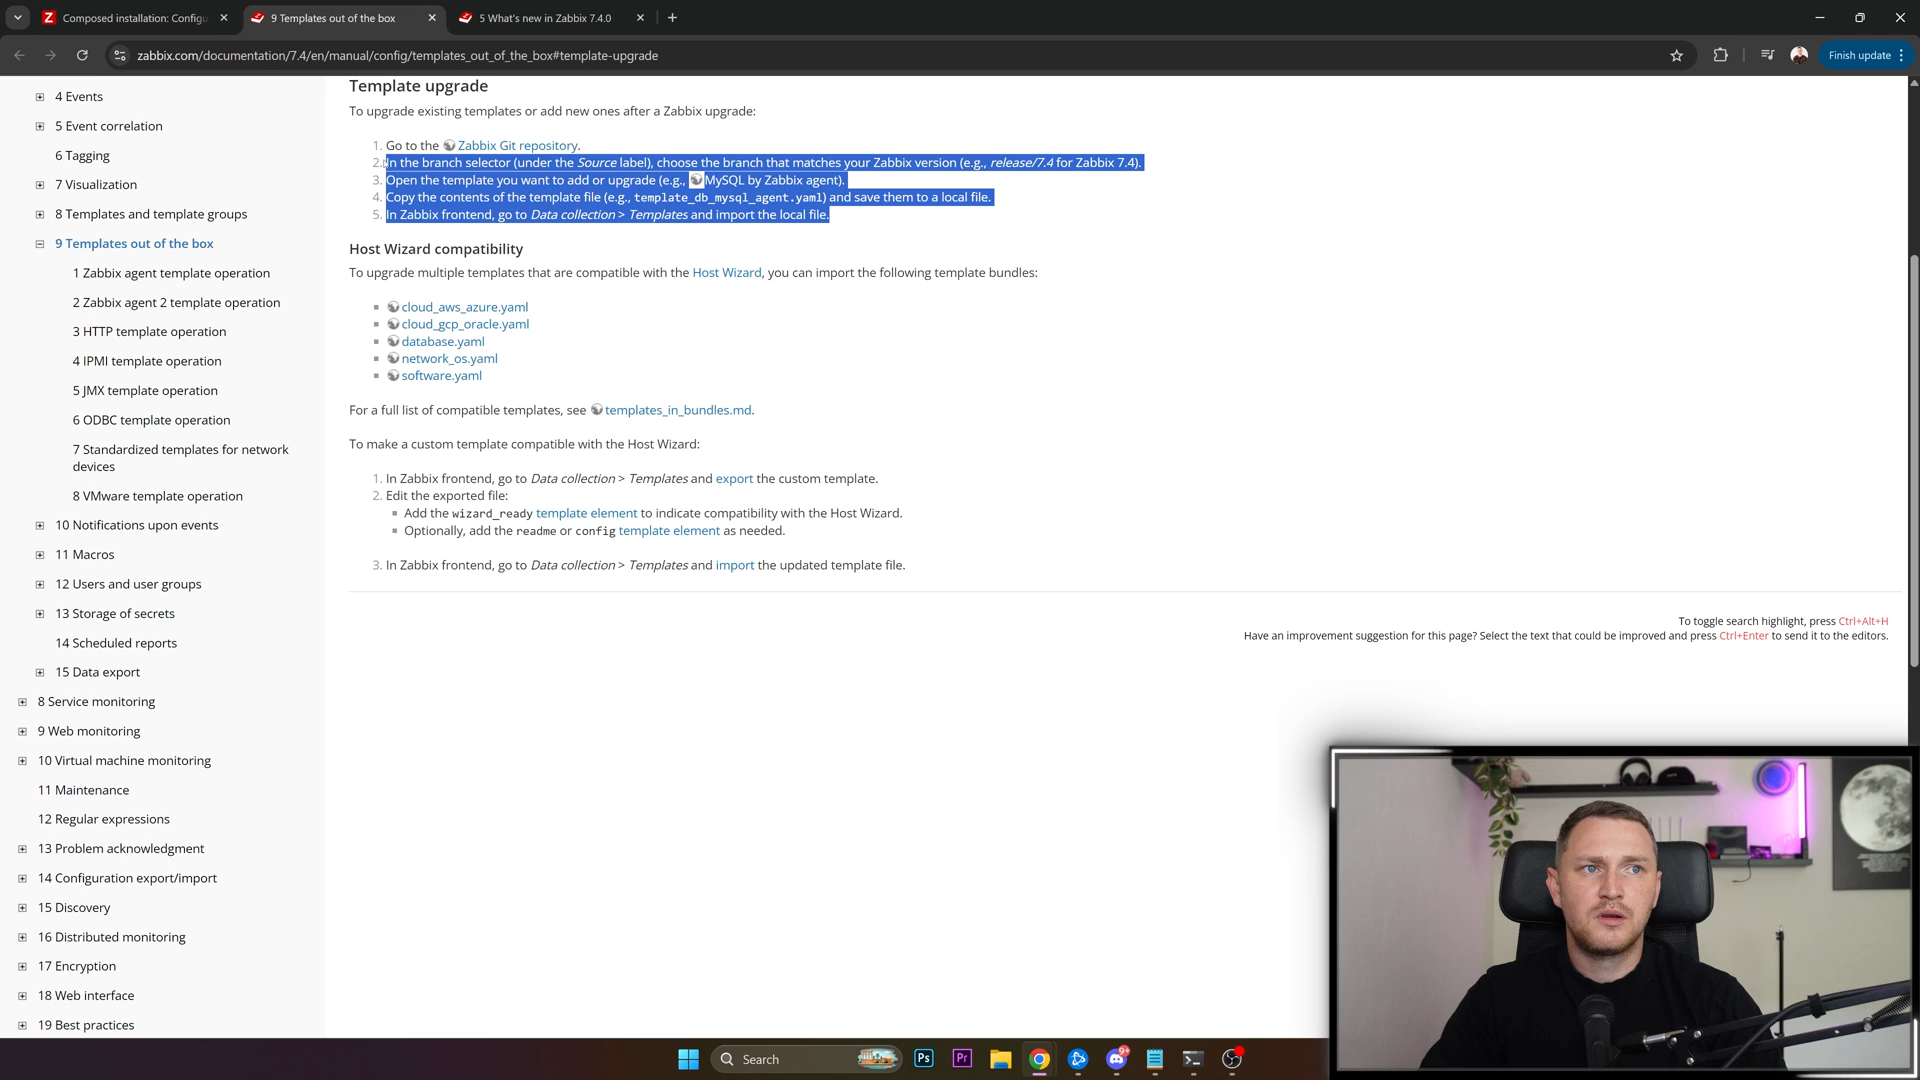 Composed installation: Configu
9 Templates out of the box
5 What's new in Zabbix 7.4.0
zabbix.com/documentation/7.4/en/manual/config/templates_out_of_the_box#template-upgrade
Finish update
4 Events
5 Event correlation
6 Tagging
7 Visualization
8 Templates and template groups
9 Templates out of the box
1 Zabbix agent template operation
2 Zabbix agent 2 template operation
3 HTTP template operation
4 IPMI template operation
5 JMX template operation
6 ODBC template operation
7 Standardized templates for network
devices
8 VMware template operation
10 Notifications upon events
11 Macros
12 Users and user groups
13 Storage of secrets
14 Scheduled reports
15 Data export
8 Service monitoring
9 Web monitoring
10 Virtual machine monitoring
11 Maintenance
12 Regular expressions
13 Problem acknowledgment
14 Configuration export/import
15 Discovery
16 Distributed monitoring
17 Encryption
18 Web interface
19 Best practices
Template upgrade
To upgrade existing templates or add new ones after a Zabbix upgrade:
1. Go to the Zabbix Git repository.
2. In the branch selector (under the Source label), choose the branch that matches your Zabbix version (e.g., release/7.4 for Zabbix 7.4).
3. Open the template you want to add or upgrade (e.g., MySQL by Zabbix agent).
4. Copy the contents of the template file (e.g., template_db_mysql_agent.yaml) and save them to a local file.
5. In Zabbix frontend, go to Data collection > Templates and import the local file.
Host Wizard compatibility
To upgrade multiple templates that are compatible with the Host Wizard, you can import the following template bundles:
cloud_aws_azure.yaml
cloud_gcp_oracle.yaml
database.yaml
network_os.yaml
software.yaml
For a full list of compatible templates, see templates_in_bundles.md.
To make a custom template compatible with the Host Wizard:
1. In Zabbix frontend, go to Data collection > Templates and export the custom template.
2. Edit the exported file:
Add the wizard_ready template element to indicate compatibility with the Host Wizard.
Optionally, add the readme or config template element as needed.
3. In Zabbix frontend, go to Data collection > Templates and import the updated template file.
To toggle search highlight, press Ctrl+Alt+H
Have an improvement suggestion for this page? Select the text that could be improved and press Ctrl+Enter to send it to the editors.
Search
Ps
Pr
9+